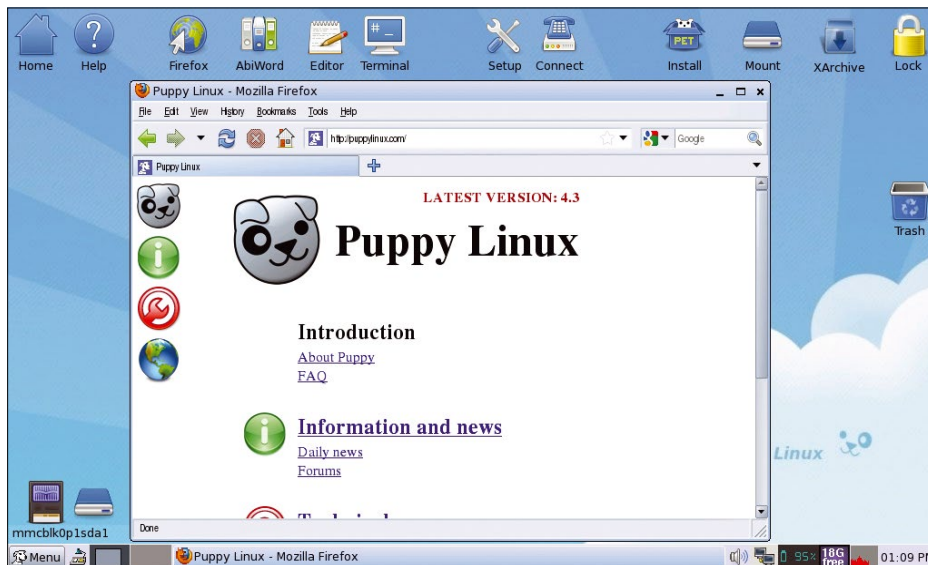 Home Help Firefox AbiWord Editor Terminal Setup Connect Install Mount XArchive Lock
#_
PET
Puppy Linux - Mozilla Firefox
File Edit View History Bookmarks Tools Help
http://puppylinux.com/
Google
Puppy Linux
LATEST VERSION: 4.3
Puppy Linux
Trash
Introduction
About Puppy
FAQ
Information and news
Daily news
Forums
Linux
mmcblk0p1sda1
Done
Menu
Puppy Linux - Mozilla Firefox
95%
18G
free
01:09 PM